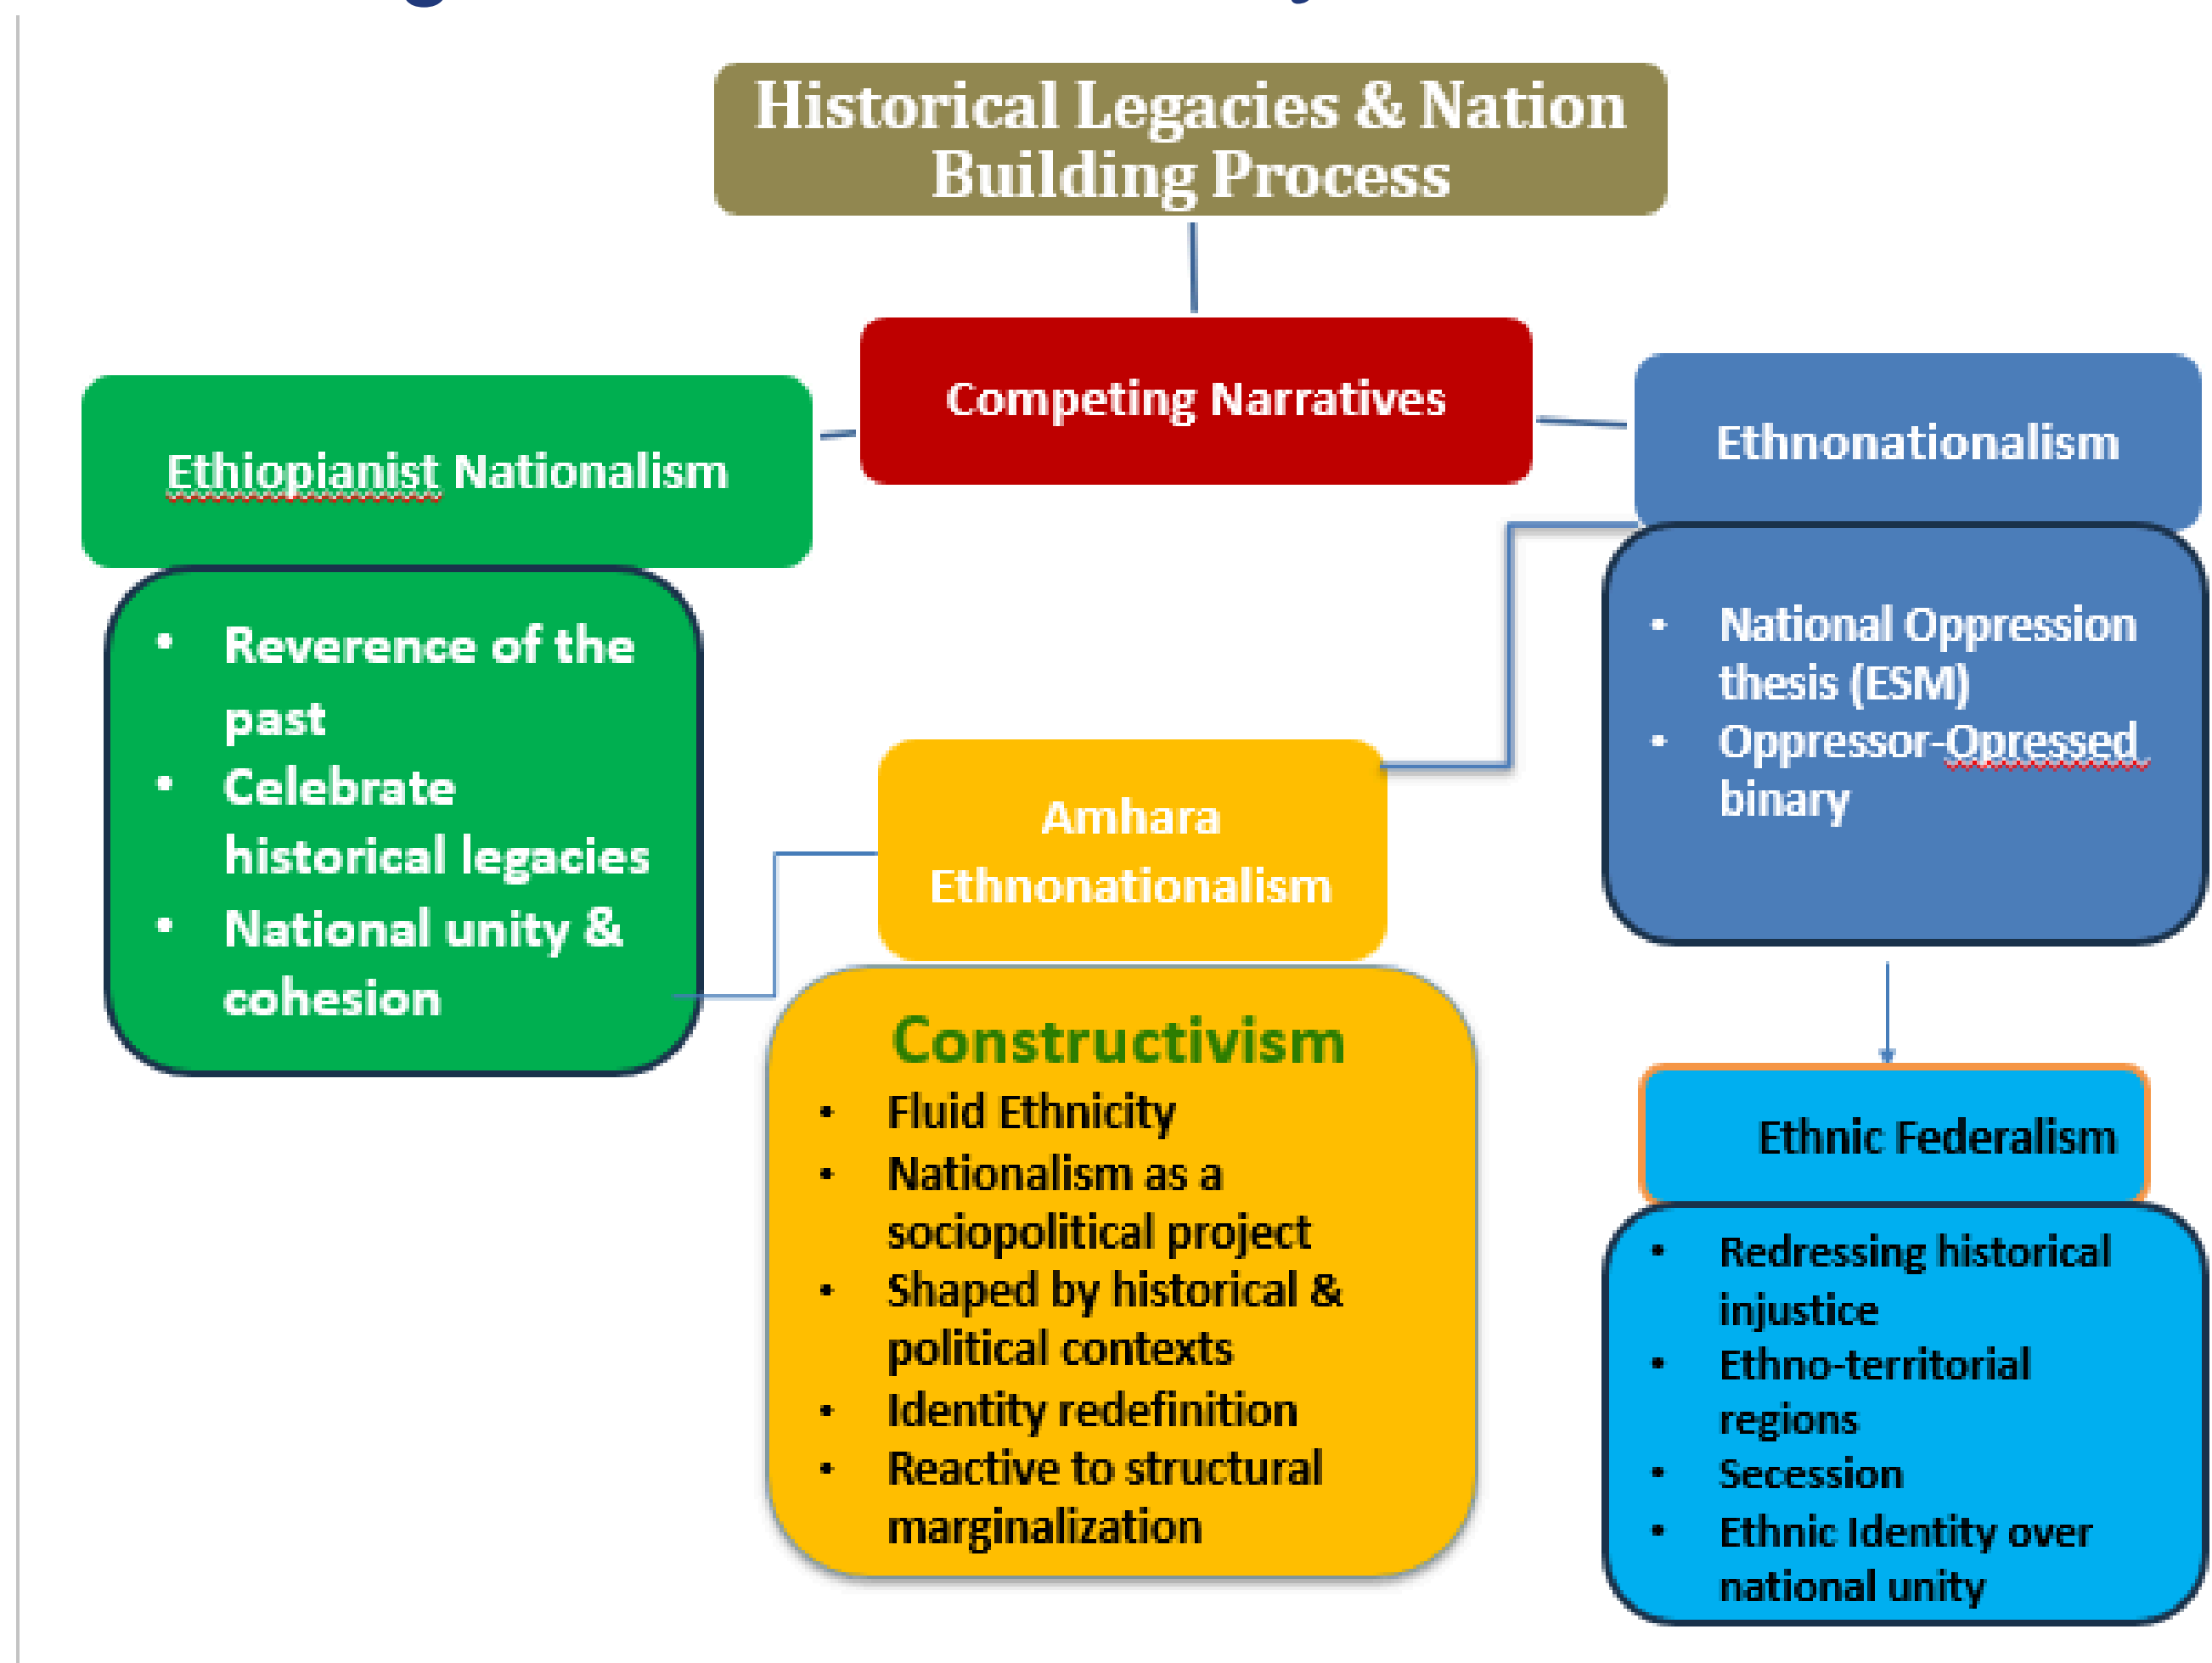 Historical Legacies & Nation
Building Process
Competing Narratives
Ethiopianist Nationalism
Reverence of the
past
Celebrate
historical legacies
National unity &
cohesion
Ethnonationalism
National Oppression
thesis (ESM)
Oppressor-Opressed
binary
Amhara
Ethnonationalism
Constructivism
Fluid Ethnicity
Nationalism as a
sociopolitical project
Shaped by historical &
political contexts
Identity redefinition
Reactive to structural
marginalization
Ethnic Federalism
Redressing historical
injustice
Ethno-territorial
regions
Secession
Ethnic Identity over
national unity